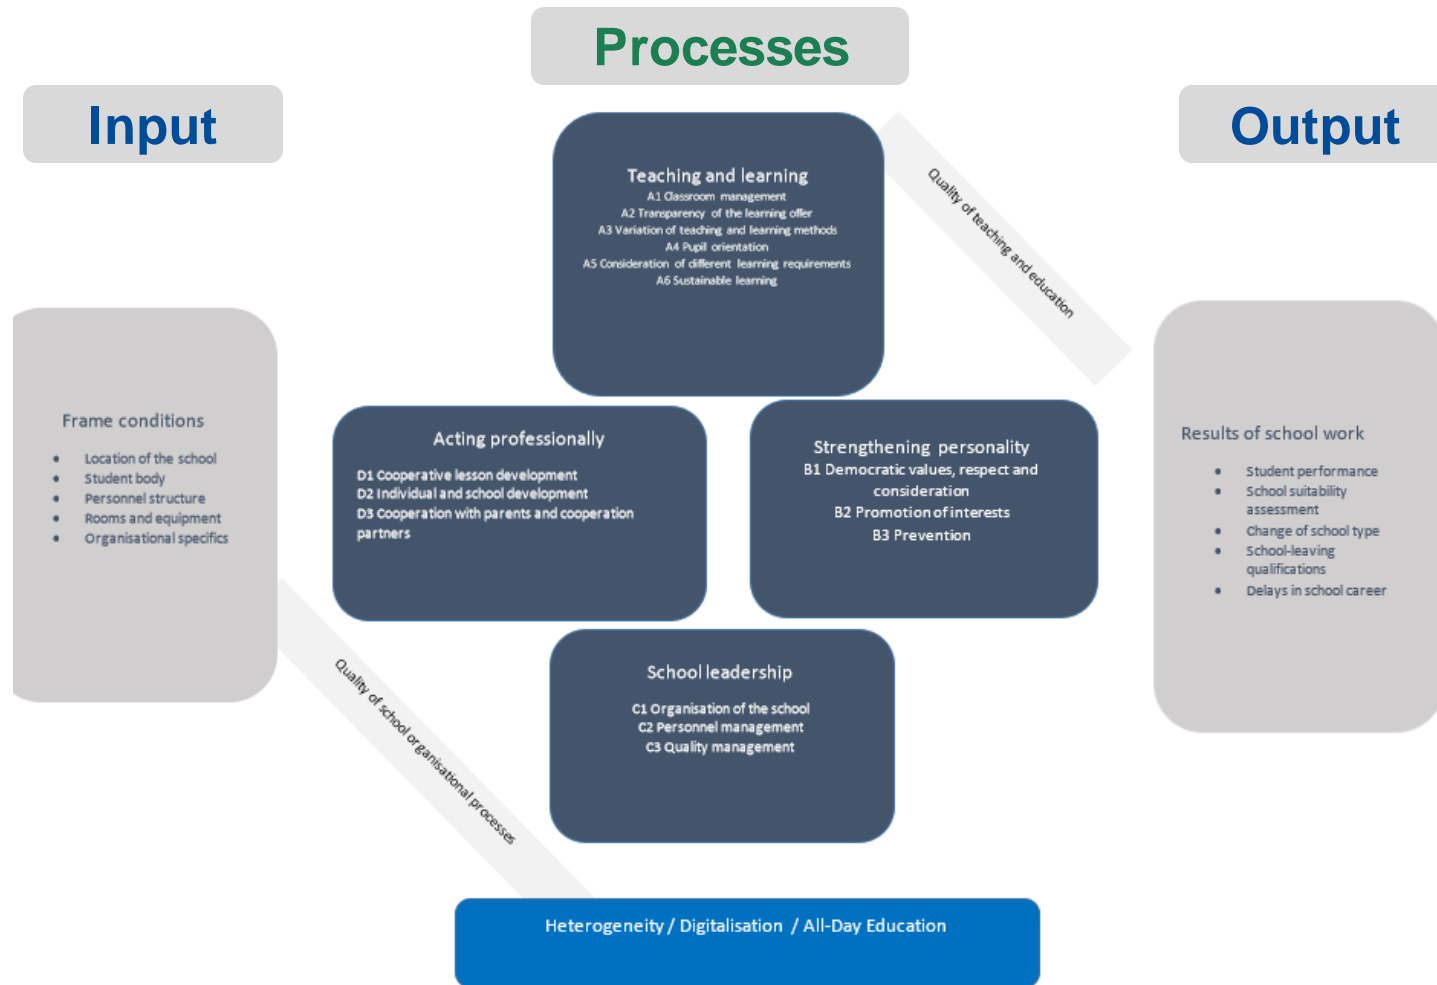 Processes
Input
Output
Teaching and learning
A1 Classroom management
A2 Transparency of the learning offer
A3 Variation of teaching and learning methods
A4 Pupil orientation
A5 Consideration of different learning requirements
A6 Sustainable learning
Quality of teaching and education
Frame conditions
• Location of the school
• Student body
• Personnel structure
• Rooms and equipment
• Organisational specifics
Acting professionally
D1 Cooperative lesson development
D2 Individual and school development
D3 Cooperation with parents and cooperation
partners
Strengthening personality
B1 Democratic values, respect and
consideration
B2 Promotion of interests
B3 Prevention
Results of school work
• Student performance
• School suitability
assessment
• Change of school type
• School-leaving
qualifications
• Delays in school career
Quality of school organisational processes
School leadership
C1 Organisation of the school
C2 Personnel management
C3 Quality management
Heterogeneity / Digitalisation / All-Day Education